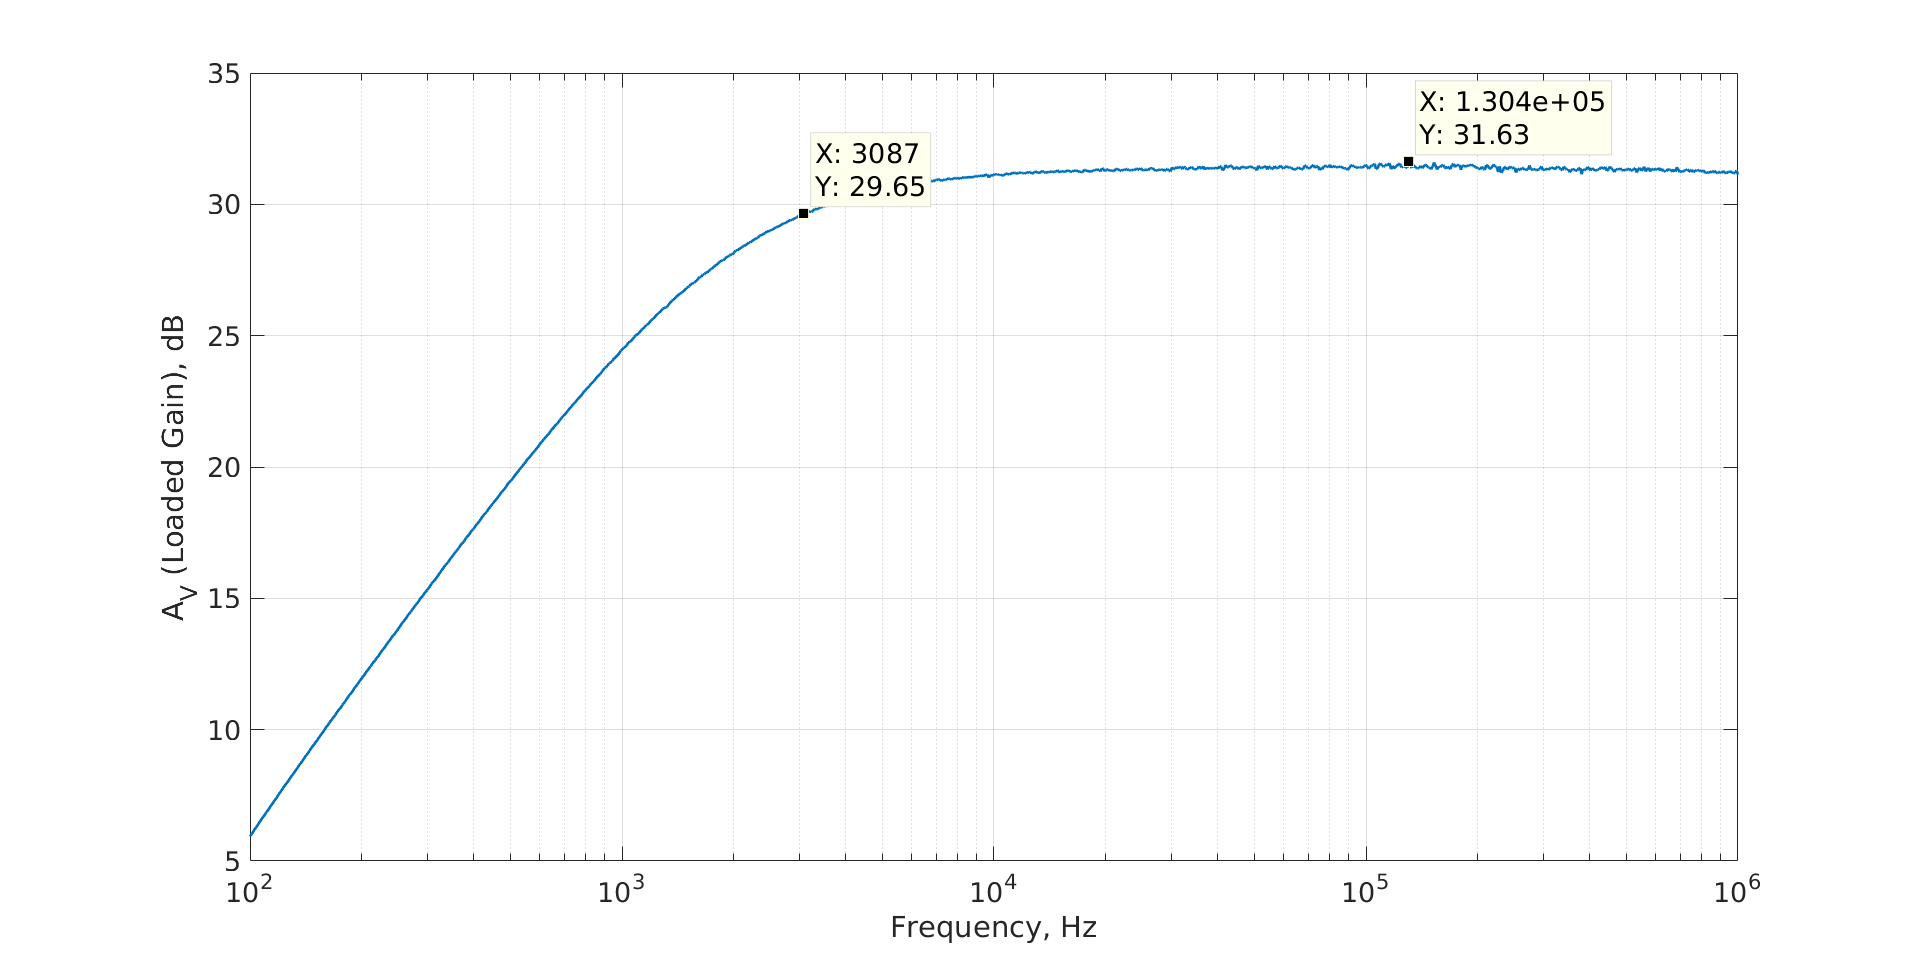 35
30
25
20
15
10
5
A_V (Loaded Gain), dB
X: 3087
Y: 29.65
X: 1.304e+05
Y: 31.63
10^2 10^3 10^4 10^5 10^6
Frequency, Hz